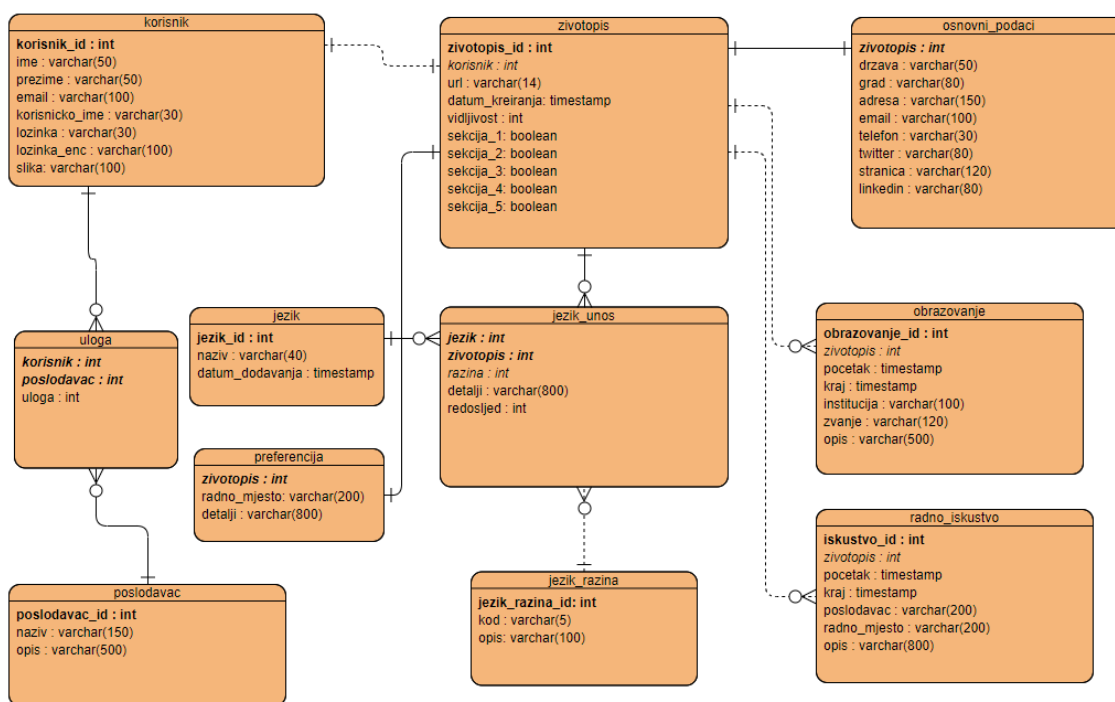 korisnik
korisnik_id : int
ime : varchar(50)
prezime : varchar(50)
email : varchar(100)
korisnicko_ime : varchar(30)
lozinka : varchar(30)
lozinka_enc : varchar(100)
slika: varchar(100)
zivotopis
zivotopis_id : int
korisnik : int
url : varchar(14)
datum_kreiranja: timestamp
vidljivost : int
sekcija_1: boolean
sekcija_2: boolean
sekcija_3: boolean
sekcija_4: boolean
sekcija_5: boolean
osnovni_podaci
zivotopis : int
drzava : varchar(50)
grad : varchar(80)
adresa : varchar(150)
email : varchar(100)
telefon : varchar(30)
twitter : varchar(80)
stranica : varchar(120)
linkedin : varchar(80)
uloga
korisnik : int
poslodavac : int
uloga : int
jezik
jezik_id : int
naziv : varchar(40)
datum_dodavanja : timestamp
jezik_unos
jezik : int
zivotopis : int
razina : int
detalji : varchar(800)
redosljed : int
obrazovanje
obrazovanje_id : int
zivotopis : int
pocetak : timestamp
kraj : timestamp
institucija : varchar(100)
zvanje : varchar(120)
opis : varchar(500)
preferencija
zivotopis : int
radno_mjesto: varchar(200)
detalji : varchar(800)
radno_iskustvo
iskustvo_id : int
zivotopis : int
pocetak : timestamp
kraj : timestamp
poslodavac : varchar(200)
radno_mjesto : varchar(200)
opis : varchar(800)
poslodavac
poslodavac_id : int
naziv : varchar(150)
opis : varchar(500)
jezik_razina
jezik_razina_id: int
kod : varchar(5)
opis: varchar(100)